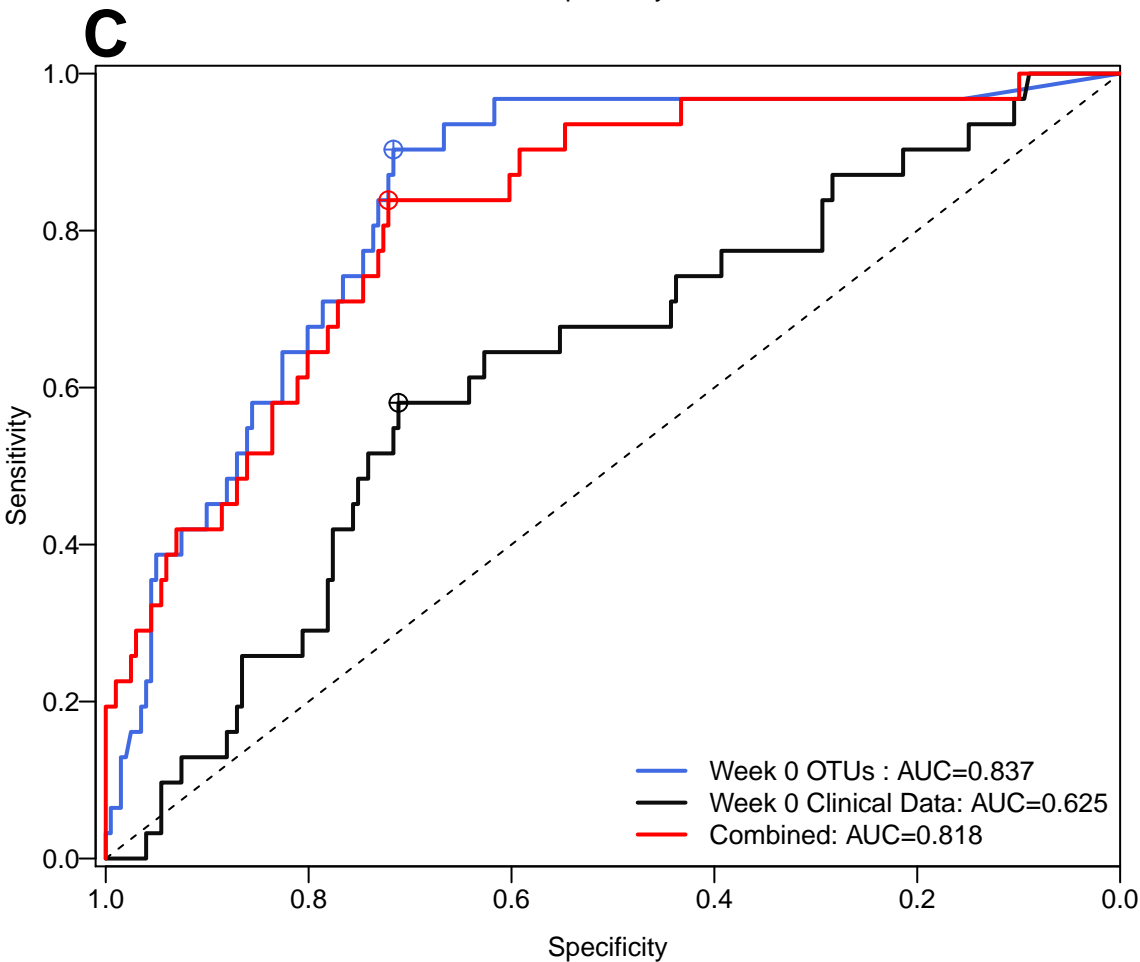 C
1.0
0.8
0.6
0.4
0.2
0.0
Sensitivity
Week 0 OTUs : AUC=0.837
Week 0 Clinical Data: AUC=0.625
Combined: AUC=0.818
1.0 0.8 0.6 0.4 0.2 0.0
Specificity